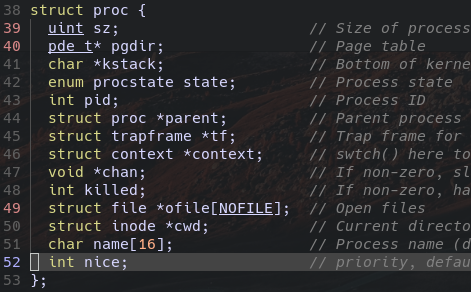 38 struct proc {
39 uint sz; // Size of process
40 pde_t* pgdir; // Page table
41 char *kstack; // Bottom of kerne
42 enum procstate state; // Process state
43 int pid; // Process ID
44 struct proc *parent; // Parent process
45 struct trapframe *tf; // Trap frame for
46 struct context *context; // swtch() here to
47 void *chan; // If non-zero, sl
48 int killed; // If non-zero, ha
49 struct file *ofile[NOFILE]; // Open files
50 struct inode *cwd; // Current directo
51 char name[16]; // Process name (d
52 int nice; // priority, defau
53 };